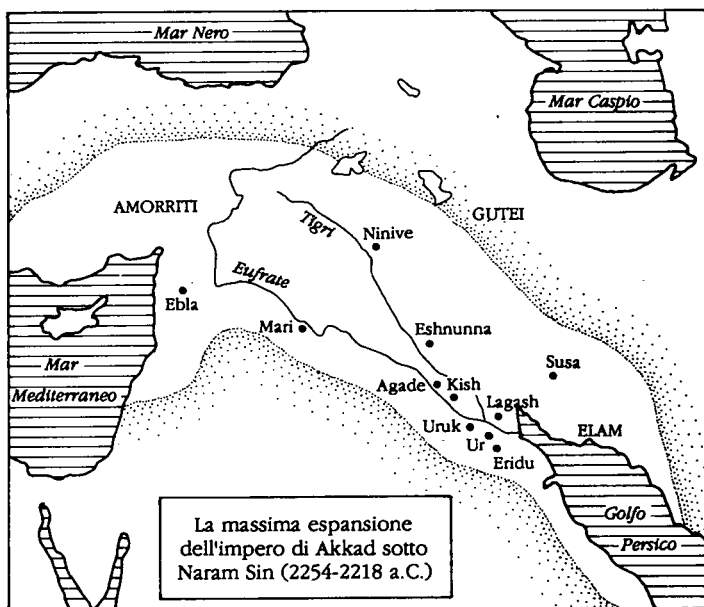 Mar Nero
Mar Caspio
AMORRITI
GUTEI
Tigri
Ninive
Eufrate
Ebla
Mari
Eshnunna
Mar
Mediterraneo
Susa
Agade
Kish
Lagash
Uruk
Ur
Eridu
ELAM
Golfo
Persico
La massima espansione
dell'impero di Akkad sotto
Naram Sin (2254-2218 a.C.)